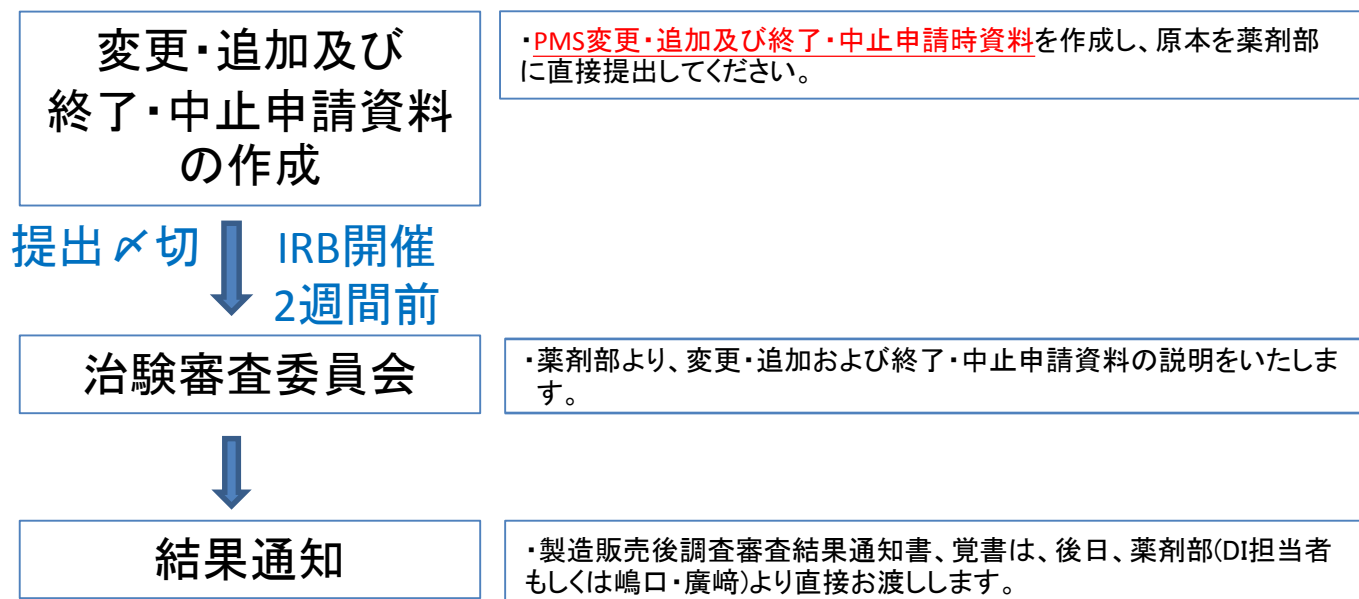 変更・追加及び
終了・中止申請資料
の作成
・PMS変更・追加及び終了・中止申請時資料を作成し、原本を薬剤部
に直接提出してください。
提出〆切
IRB開催
2週間前
治験審査委員会
・薬剤部より、変更・追加および終了・中止申請資料の説明をいたしま
す。
結果通知
・製造販売後調査審査結果通知書、覚書は、後日、薬剤部(DI担当者
もしくは嶋口・廣﨑)より直接お渡しします。